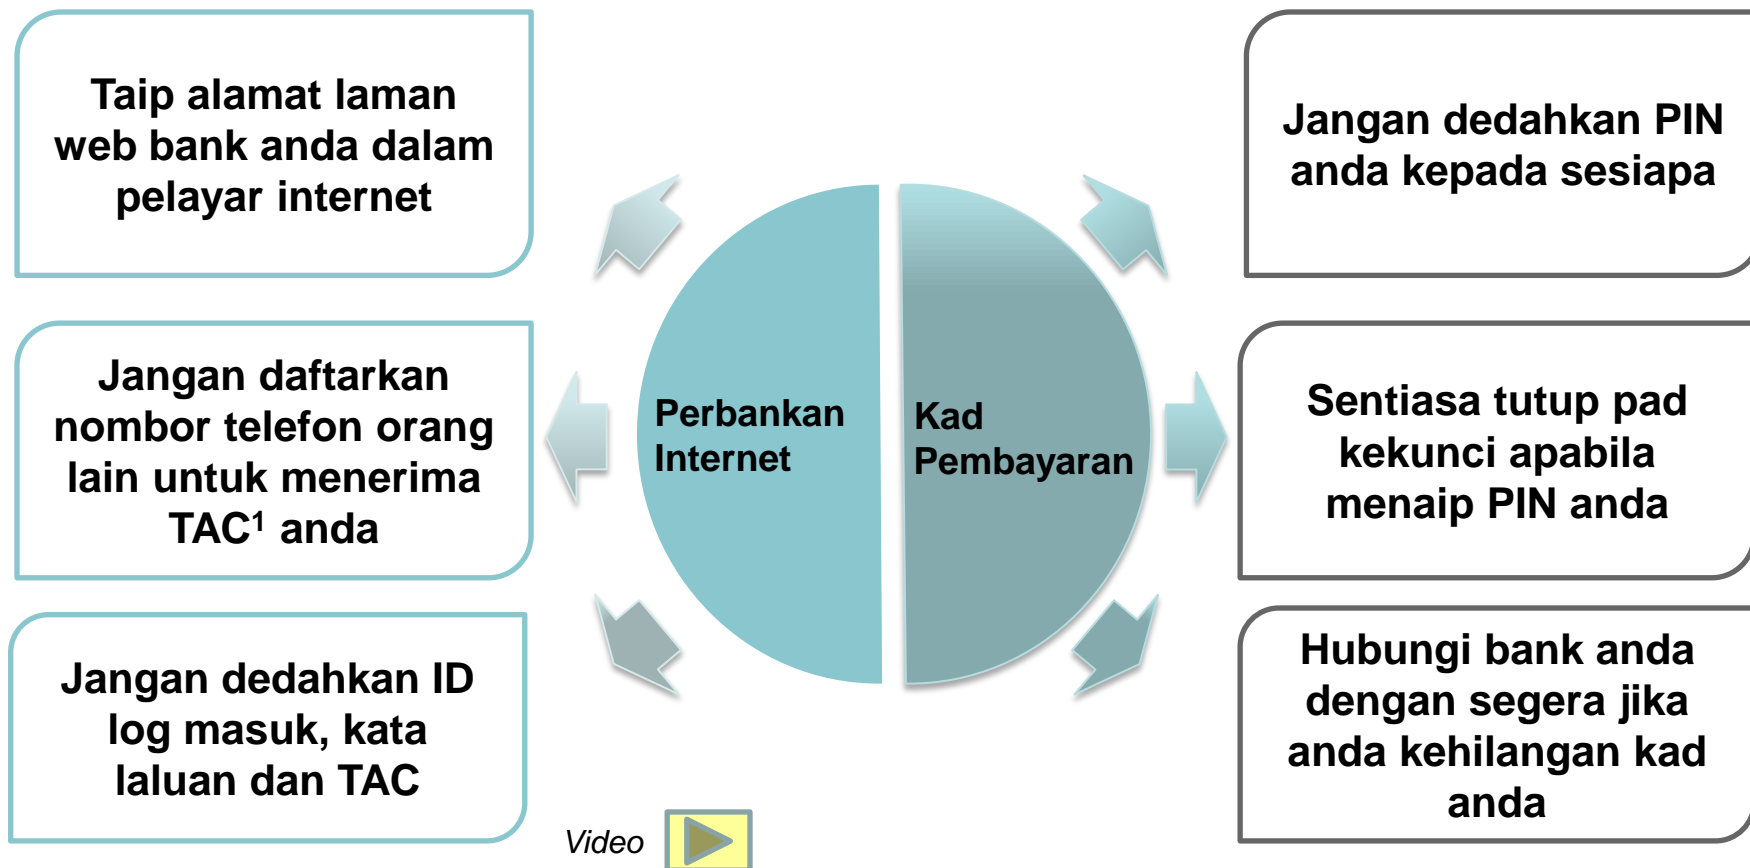 Taip alamat laman
web bank anda dalam
pelayar internet
Jangan daftarkan
nombor telefon orang
lain untuk menerima
TAC¹ anda
Jangan dedahkan ID
log masuk, kata
laluan dan TAC
Perbankan
Internet
Kad
Pembayaran
Jangan dedahkan PIN
anda kepada sesiapa
Sentiasa tutup pad
kekunci apabila
menaip PIN anda
Hubungi bank anda
dengan segera jika
anda kehilangan kad
anda
Video